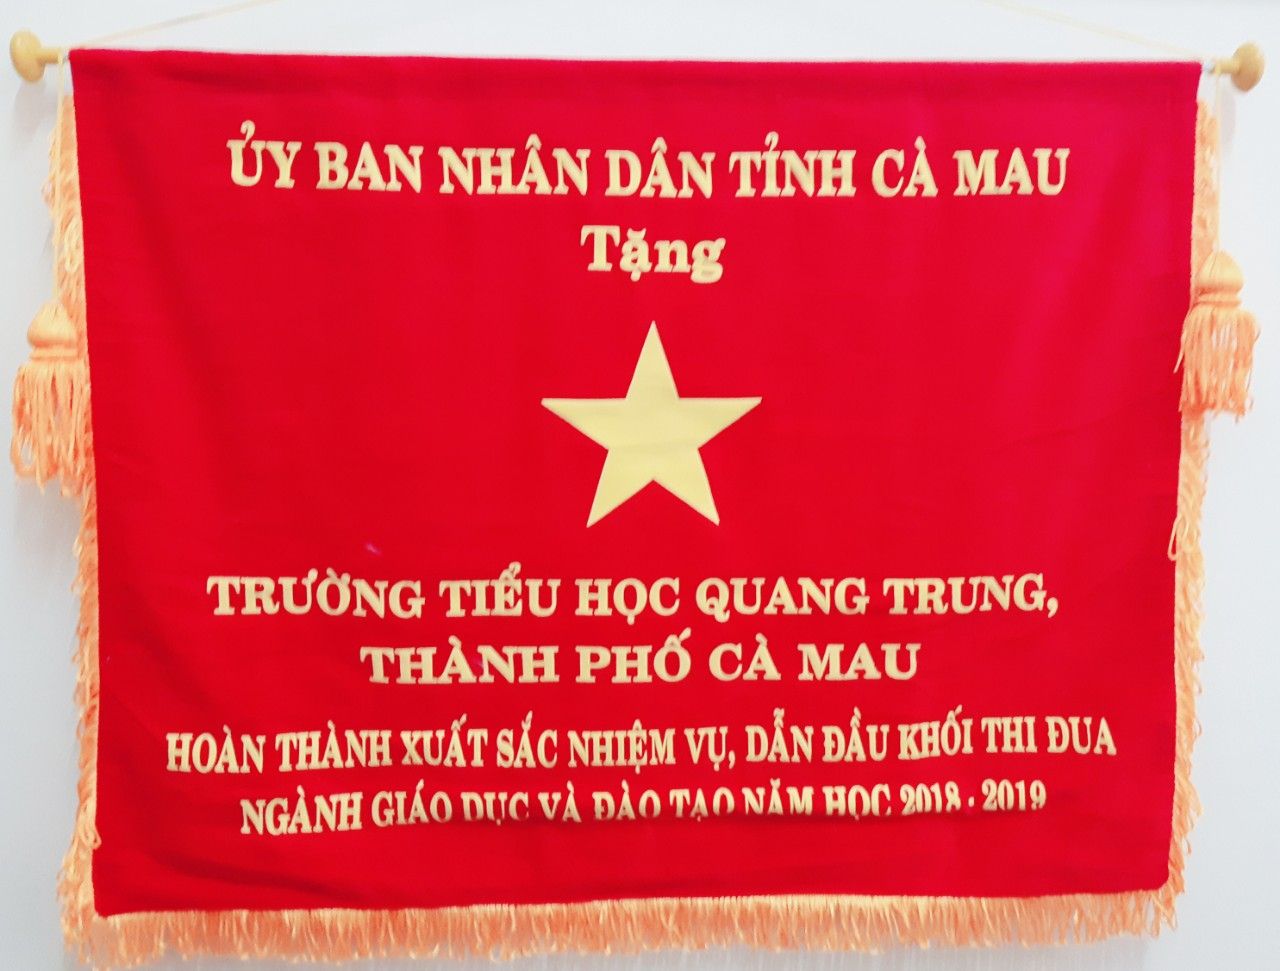 ỦY BAN NHÂN DÂN TỈNH CÀ MAU
Tặng
TRƯỜNG TIỂU HỌC QUANG TRUNG,
THÀNH PHỐ CÀ MAU
HOÀN THÀNH XUẤT SẮC NHIỆM VỤ, DẪN ĐẦU KHỐI THI ĐUA
NGÀNH GIÁO DỤC VÀ ĐÀO TẠO NĂM HỌC 2018 - 2019